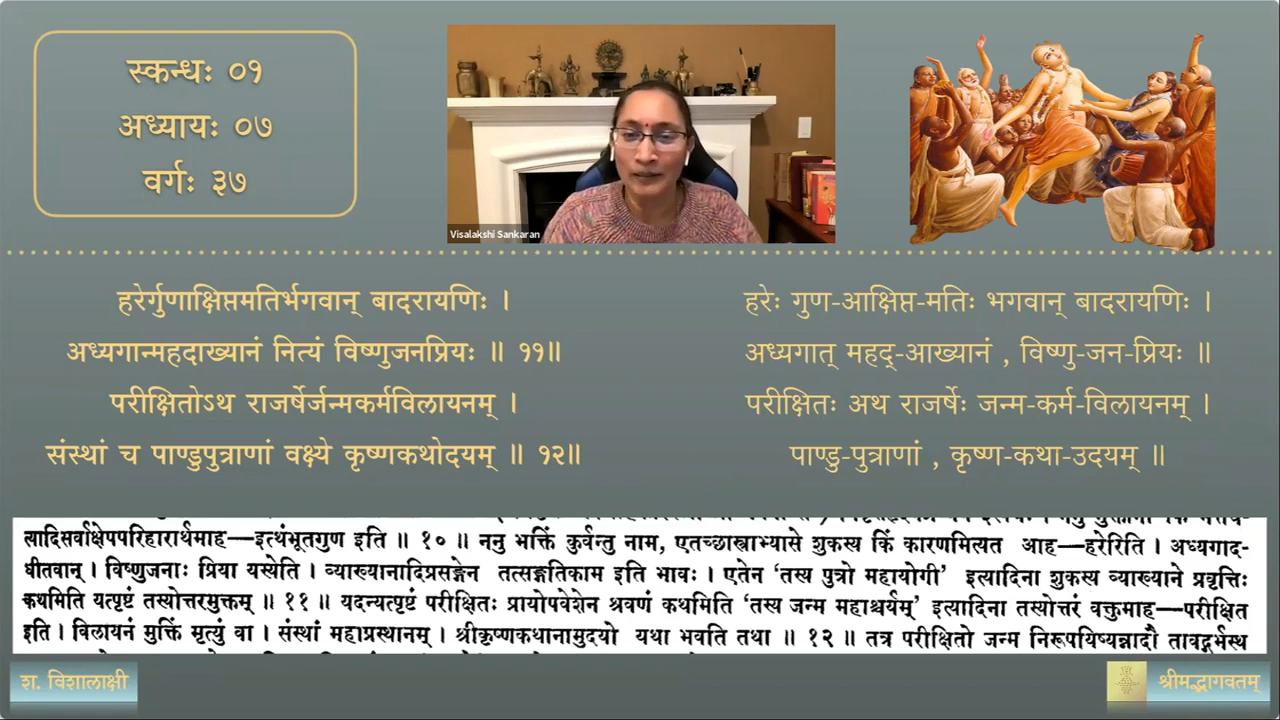 स्कन्धः ०१
अध्यायः ०७
वर्गः ३७
Visalakshi Sankaran
हरेर्गुणाक्षिप्तमतिर्भगवान् बादरायणिः ।
अध्यगान्महदाख्यानं नित्यं विष्णुजनप्रियः ॥ ११॥
परीक्षितोऽथ राजर्षेर्जन्मकर्मविलायनम् ।
संस्थां च पाण्डुपुत्राणां वक्ष्ये कृष्णकथोदयम् ॥ १२॥
हरेः गुण-आक्षिप्त-मतिः भगवान् बादरायणिः ।
अध्यगात् महद्-आख्यानं , विष्णु-जन-प्रियः ॥
परीक्षितः अथ राजर्षेः जन्म-कर्म-विलायनम् ।
पाण्डु-पुत्राणां , कृष्ण-कथा-उदयम् ॥
त्यादिसर्वाक्षेपपरिहारार्थमाह—इत्थंभूतगुण इति ॥ १० ॥ ननु भक्तिं कुर्वन्तु नाम, एतच्छास्त्राभ्यासे शुकस्य किं कारणमित्यत आह—हरेरिति । अध्यगाद-
धीतवान् । विष्णुजनाः प्रिया यस्येति । व्याख्यानादिप्रसङ्गेन तत्सङ्गतिकाम इति भावः । एतेन ‘तस्य पुत्रो महायोगी’ इत्यादिना शुकस्य व्याख्याने प्रवृत्तिः
कथमिति यत्पृष्टं तस्योत्तरमुक्तम् ॥ ११ ॥ यदन्यत्पृष्टं परीक्षितः प्रायोपवेशेन श्रवणं कथमिति ‘तस्य जन्म महाश्चर्यम्’ इत्यादिना तस्योत्तरं वक्तुमाह—परीक्षित
इति । विलायनं मुक्तिं मृत्युं वा । संस्थां महाप्रस्थानम् । श्रीकृष्णकथानामुदयो यथा भवति तथा ॥ १२ ॥ तत्र परीक्षितो जन्म निरूपयिष्यन्नादौ तावद्गर्भस्थ
श. विशालाक्षी
श्रीमद्भागवतम्